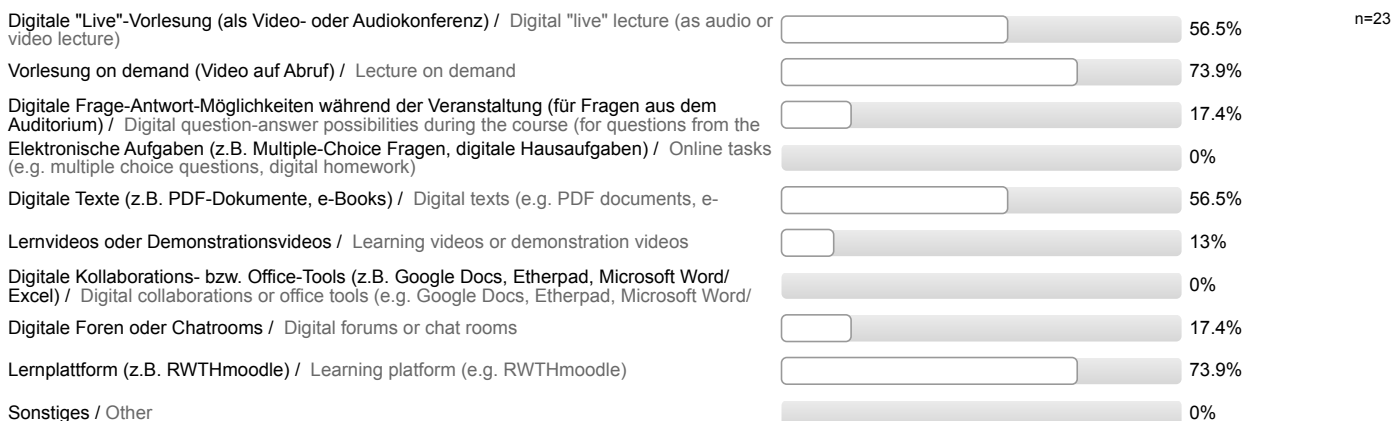 Digitale "Live"-Vorlesung (als Video- oder Audiokonferenz) / Digital "live" lecture (as audio or
video lecture)
56.5%
n=23
Vorlesung on demand (Video auf Abruf) / Lecture on demand
73.9%
Digitale Frage-Antwort-Möglichkeiten während der Veranstaltung (für Fragen aus dem
Auditorium) / Digital question-answer possibilities during the course (for questions from the
17.4%
Elektronische Aufgaben (z.B. Multiple-Choice Fragen, digitale Hausaufgaben) / Online tasks
(e.g. multiple choice questions, digital homework)
0%
Digitale Texte (z.B. PDF-Dokumente, e-Books) / Digital texts (e.g. PDF documents, e-
56.5%
Lernvideos oder Demonstrationsvideos / Learning videos or demonstration videos
13%
Digitale Kollaborations- bzw. Office-Tools (z.B. Google Docs, Etherpad, Microsoft Word/
Excel) / Digital collaborations or office tools (e.g. Google Docs, Etherpad, Microsoft Word/
0%
Digitale Foren oder Chatrooms / Digital forums or chat rooms
17.4%
Lernplattform (z.B. RWTHmoodle) / Learning platform (e.g. RWTHmoodle)
73.9%
Sonstiges / Other
0%